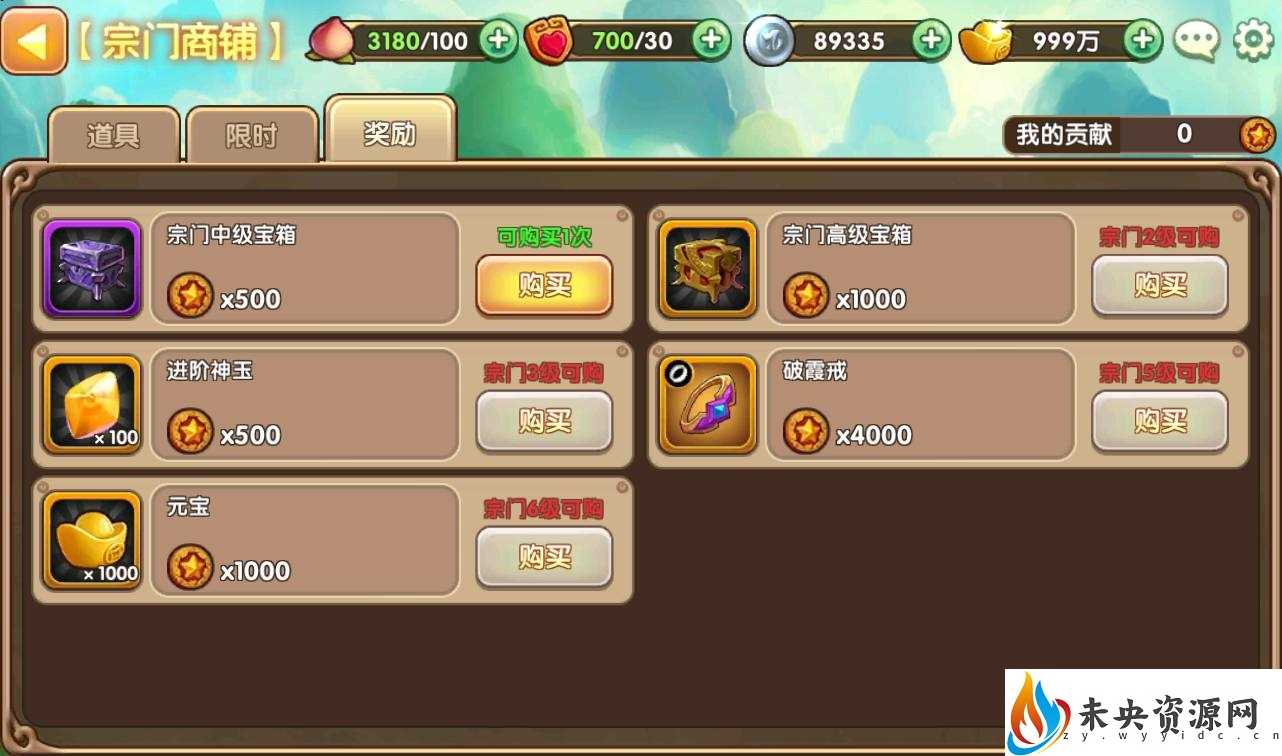 【宗门商铺】
3180/100
700/30
89335
999万
道具
限时
奖励
我的贡献 0
宗门中级宝箱
x500
可购买1次
购买
宗门高级宝箱
x1000
宗门2级可购
购买
进阶神玉
×100
x500
宗门3级可购
购买
破霞戒
x4000
宗门5级可购
购买
元宝
×1000
x1000
宗门6级可购
购买
未央资源网
zy.wyyidc.cn